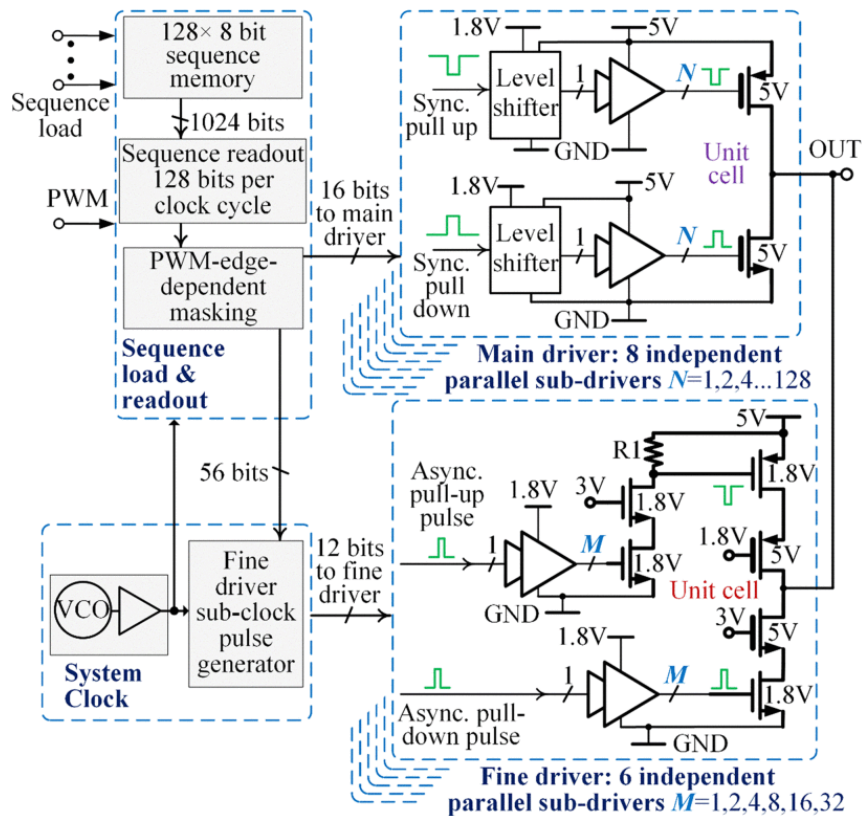 128× 8 bit
sequence
memory
Sequence
load
1024 bits
Sequence readout
128 bits per
clock cycle
PWM
PWM-edge-
dependent
masking
Sequence
load &
readout
16 bits
to main
driver
56 bits
1.8V
5V
Level
shifter
1
N
Sync.
pull up
GND
5V
Unit
cell
OUT
1.8V
5V
Level
shifter
1
N
Sync.
pull
down
GND
5V
Main driver: 8 independent
parallel sub-drivers N=1,2,4...128
VCO
System
Clock
Fine
driver
sub-clock
pulse
generator
12 bits
to fine
driver
5V
R1
Async.
pull-up
pulse
1.8V
3V
1.8V
1.8V
1
M
1.8V
1.8V
5V
GND
Unit cell
3V
5V
1.8V
1
M
1.8V
Async. pull-
down pulse
GND
Fine driver: 6 independent
parallel sub-drivers M=1,2,4,8,16,32